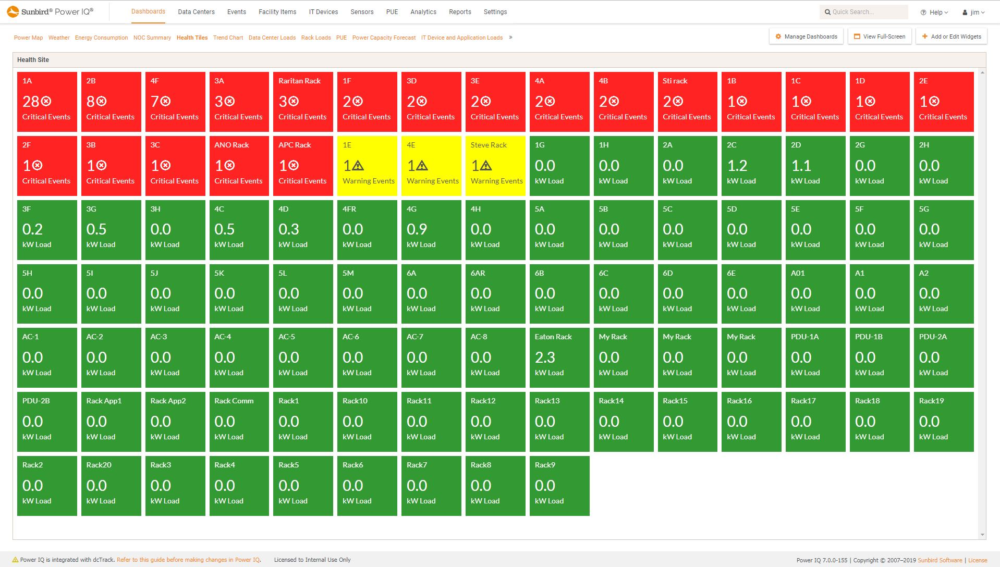 Sunbird® Power IQ®
Dashboards Data Centers Events Facility Items IT Devices Sensors PUE Analytics Reports Settings
Quick Search... Help jim
Power Map Weather Energy Consumption NOC Summary Health Tiles Trend Chart Data Center Loads Rack Loads PUE Power Capacity Forecast IT Device and Application Loads »
Manage Dashboards View Full-Screen Add or Edit Widgets
Health Site
1A 2B 4F 3A Raritan Rack 1F 3D 3E 4A 4B Sti rack 1B 1C 1D 2E
28 8 7 3 3 2 2 2 2 2 2 1 1 1 1
Critical Events Critical Events Critical Events Critical Events Critical Events Critical Events Critical Events Critical Events Critical Events Critical Events Critical Events Critical Events Critical Events Critical Events Critical Events
2F 3B 3C ANO Rack APC Rack 1E 4E Steve Rack 1G 1H 2A 2C 2D 2G 2H
1 1 1 1 1 1 1 1 0.0 0.0 0.0 1.2 1.1 0.0 0.0
Critical Events Critical Events Critical Events Critical Events Critical Events Warning Events Warning Events Warning Events kW Load kW Load kW Load kW Load kW Load kW Load kW Load
3F 3G 3H 4C 4D 4FR 4G 4H 5A 5B 5C 5D 5E 5F 5G
0.2 0.5 0.0 0.5 0.3 0.0 0.9 0.0 0.0 0.0 0.0 0.0 0.0 0.0 0.0
kW Load kW Load kW Load kW Load kW Load kW Load kW Load kW Load kW Load kW Load kW Load kW Load kW Load kW Load kW Load
5H 5I 5J 5K 5L 5M 6A 6AR 6B 6C 6D 6E A01 A1 A2
0.0 0.0 0.0 0.0 0.0 0.0 0.0 0.0 0.0 0.0 0.0 0.0 0.0 0.0 0.0
kW Load kW Load kW Load kW Load kW Load kW Load kW Load kW Load kW Load kW Load kW Load kW Load kW Load kW Load kW Load
AC-1 AC-2 AC-3 AC-4 AC-5 AC-6 AC-7 AC-8 Eaton Rack My Rack My Rack My Rack PDU-1A PDU-1B PDU-2A
0.0 0.0 0.0 0.0 0.0 0.0 0.0 0.0 2.3 0.0 0.0 0.0 0.0 0.0 0.0
kW Load kW Load kW Load kW Load kW Load kW Load kW Load kW Load kW Load kW Load kW Load kW Load kW Load kW Load kW Load
PDU-2B Rack App1 Rack App2 Rack Comm Rack1 Rack10 Rack11 Rack12 Rack13 Rack14 Rack15 Rack16 Rack17 Rack18 Rack19
0.0 0.0 0.0 0.0 0.0 0.0 0.0 0.0 0.0 0.0 0.0 0.0 0.0 0.0 0.0
kW Load kW Load kW Load kW Load kW Load kW Load kW Load kW Load kW Load kW Load kW Load kW Load kW Load kW Load kW Load
Rack2 Rack20 Rack3 Rack4 Rack5 Rack6 Rack7 Rack8 Rack9
0.0 0.0 0.0 0.0 0.0 0.0 0.0 0.0 0.0
kW Load kW Load kW Load kW Load kW Load kW Load kW Load kW Load kW Load
Power IQ is integrated with dcTrack. Refer to this guide before making changes in Power IQ. Licensed to Internal Use Only
Power IQ 7.0.0-155 | Copyright © 2007–2019 Sunbird Software | License